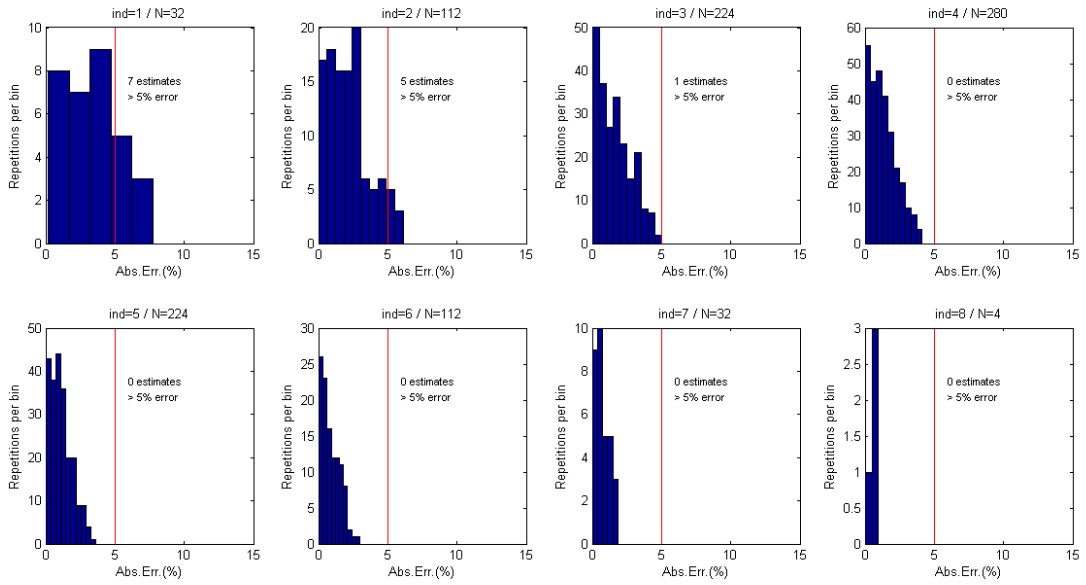 ind=1 / N=32
ind=2 / N=112
ind=3 / N=224
ind=4 / N=280
10
8
6
4
2
0
Repetitions per bin
7 estimates
> 5% error
0 5 10 15
Abs.Err.(%)
20
15
10
5
0
Repetitions per bin
5 estimates
> 5% error
0 5 10 15
Abs.Err.(%)
50
40
30
20
10
0
Repetitions per bin
1 estimates
> 5% error
0 5 10 15
Abs.Err.(%)
60
50
40
30
20
10
0
Repetitions per bin
0 estimates
> 5% error
0 5 10 15
Abs.Err.(%)
ind=5 / N=224
ind=6 / N=112
ind=7 / N=32
ind=8 / N=4
50
40
30
20
10
0
Repetitions per bin
0 estimates
> 5% error
0 5 10 15
Abs.Err.(%)
30
25
20
15
10
5
0
Repetitions per bin
0 estimates
> 5% error
0 5 10 15
Abs.Err.(%)
10
8
6
4
2
0
Repetitions per bin
0 estimates
> 5% error
0 5 10 15
Abs.Err.(%)
3
2.5
2
1.5
1
0.5
0
Repetitions per bin
0 estimates
> 5% error
0 5 10 15
Abs.Err.(%)